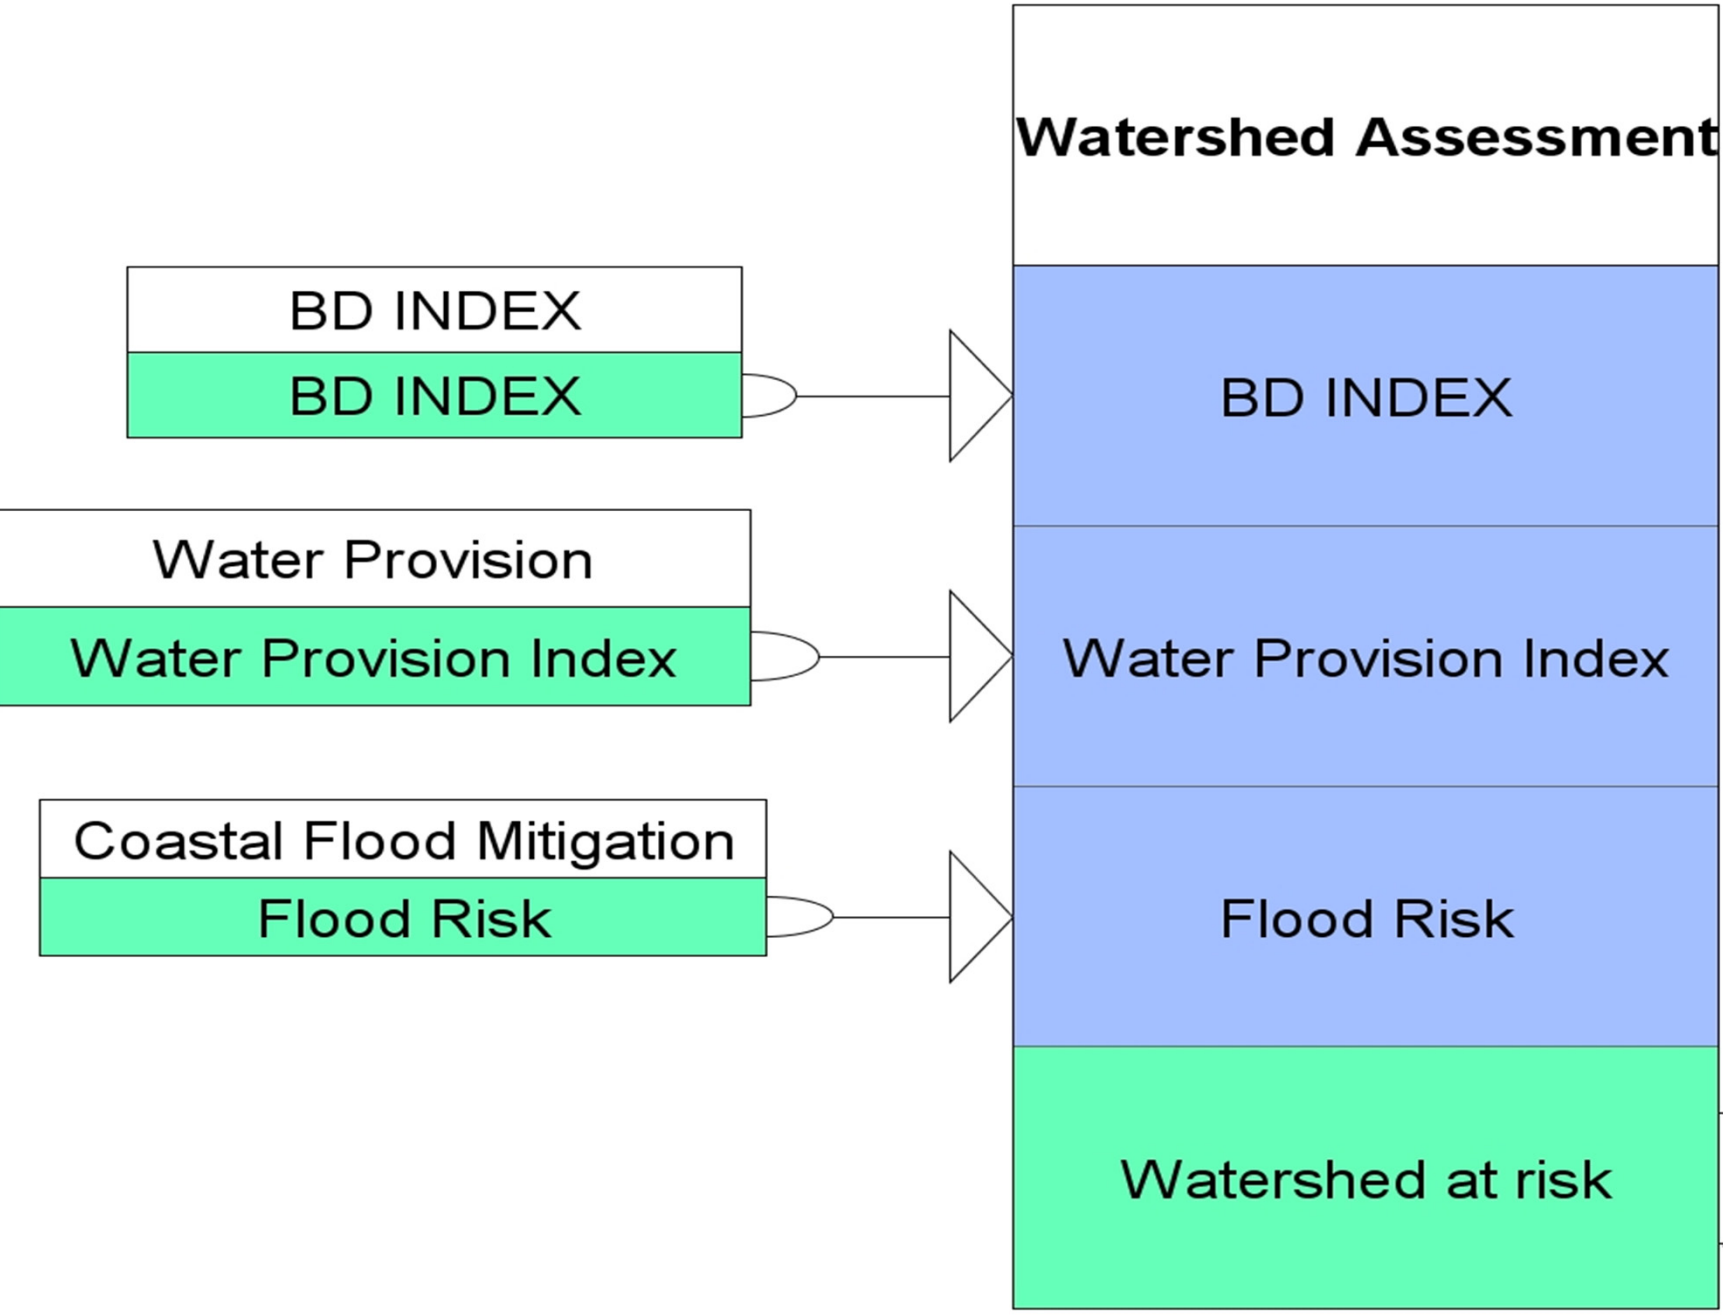 Watershed Assessment
BD INDEX
BD INDEX
BD INDEX
Water Provision
Water Provision Index
Water Provision Index
Coastal Flood Mitigation
Flood Risk
Flood Risk
Watershed at risk